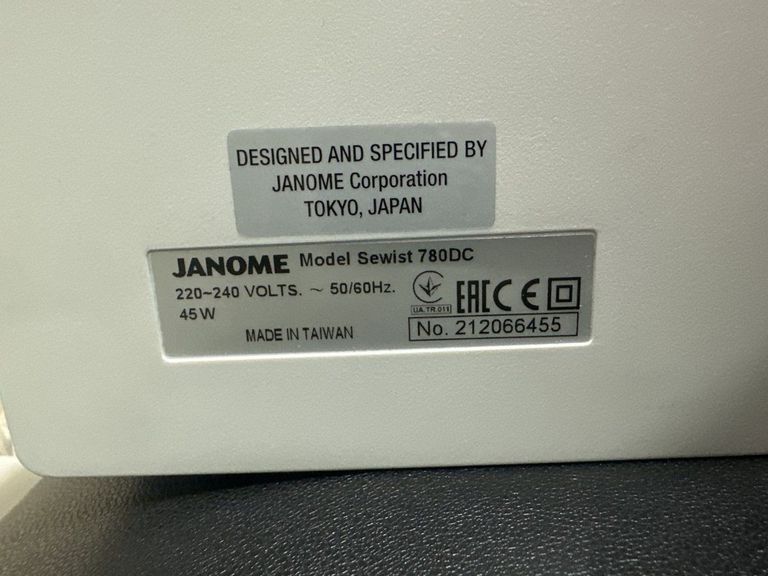 DESIGNED AND SPECIFIED BY
JANOME Corporation
TOKYO, JAPAN
JANOME Model Sewist 780DC
220~240 VOLTS. ~ 50/60Hz.
45W
UA.TR.011
EAC CE
MADE IN TAIWAN
No. 212066455